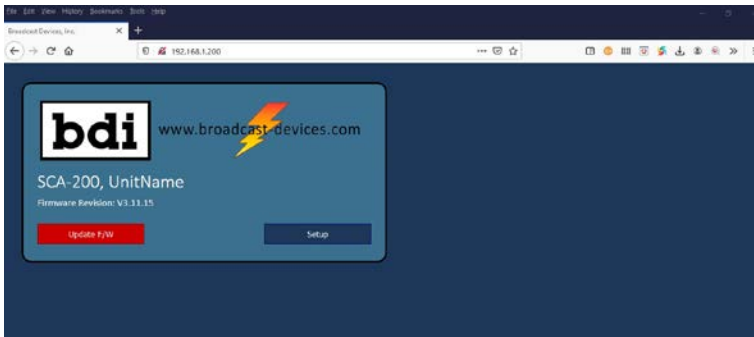 File Edit View History Bookmarks Tools Help
Broadcast Devices, Inc.
192.168.1.200
bdi
www.broadcast-devices.com
SCA-200, UnitName
Firmware Revision: V3.11.15
Update F/W
Setup